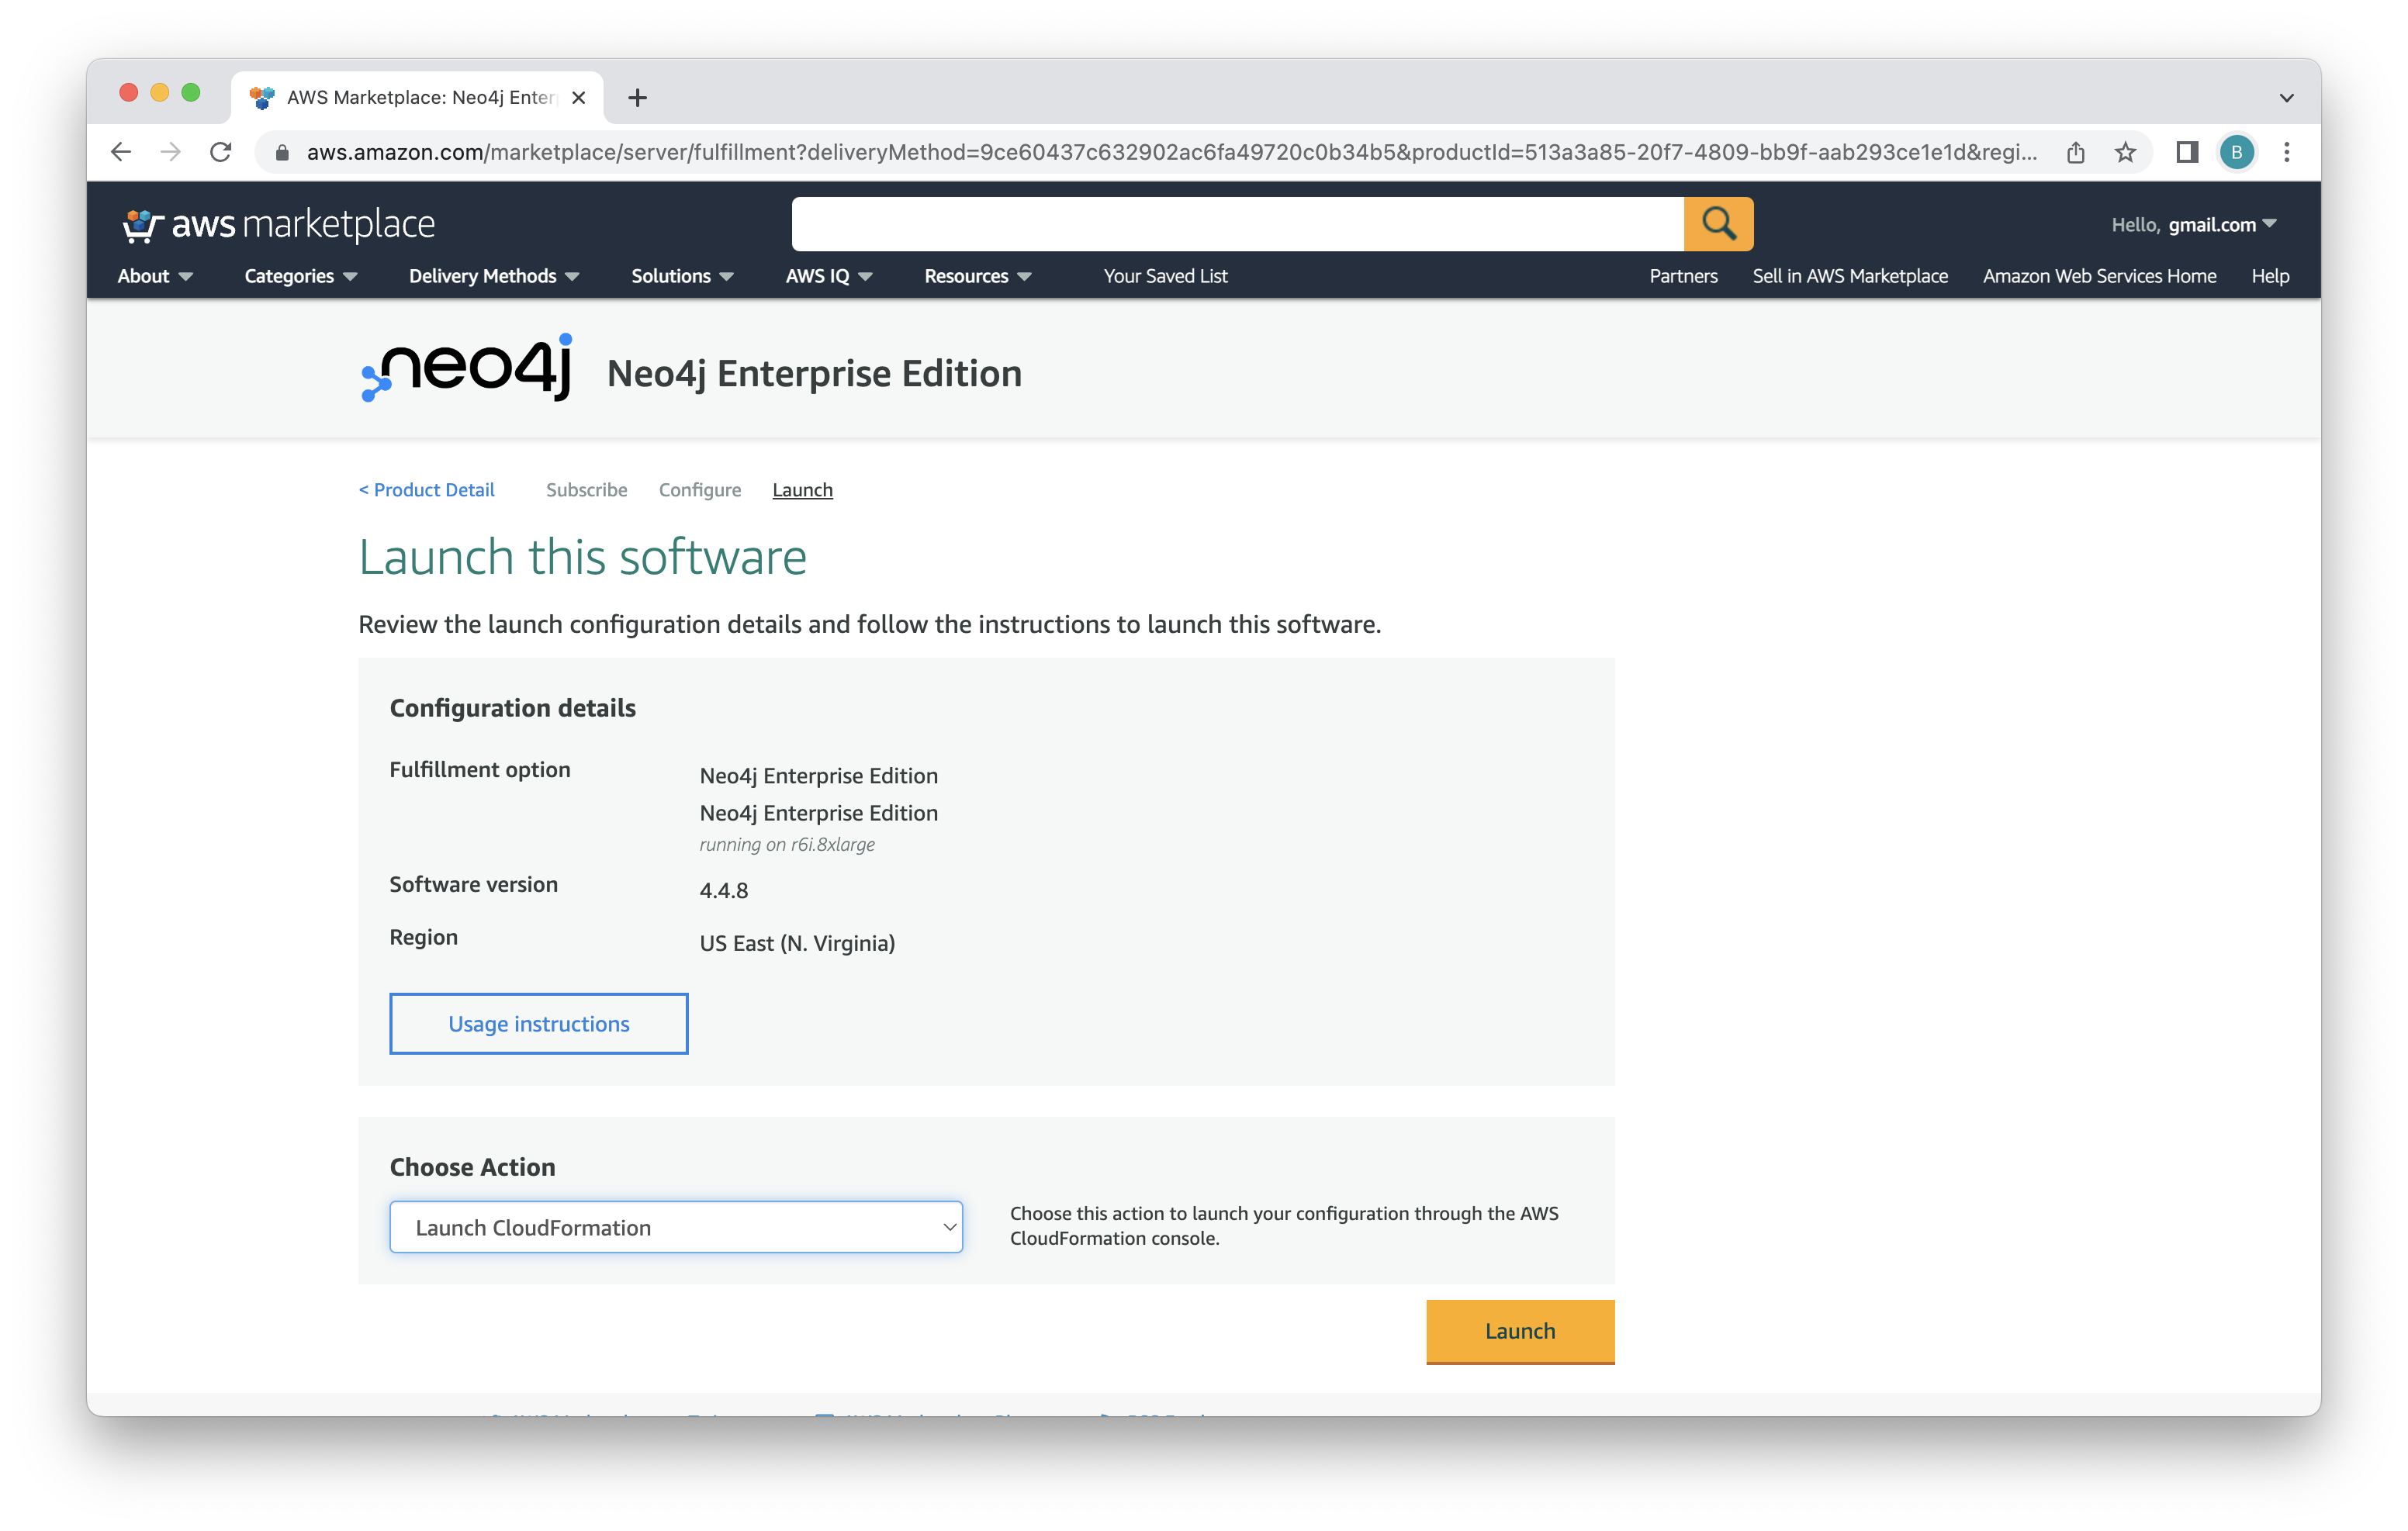 AWS Marketplace: Neo4j Enter
aws.amazon.com/marketplace/server/fulfillment?deliveryMethod=9ce60437c632902ac6fa49720c0b34b5&productId=513a3a85-20f7-4809-bb9f-aab293ce1e1d&regi...
B
aws marketplace
Hello, gmail.com
About Categories Delivery Methods Solutions AWS IQ Resources Your Saved List Partners Sell in AWS Marketplace Amazon Web Services Home Help
neo4j Neo4j Enterprise Edition
< Product Detail Subscribe Configure Launch
Launch this software
Review the launch configuration details and follow the instructions to launch this software.
Configuration details
Fulfillment option
Neo4j Enterprise Edition
Neo4j Enterprise Edition
running on r6i.8xlarge
Software version
4.4.8
Region
US East (N. Virginia)
Usage instructions
Choose Action
Launch CloudFormation
Choose this action to launch your configuration through the AWS
CloudFormation console.
Launch